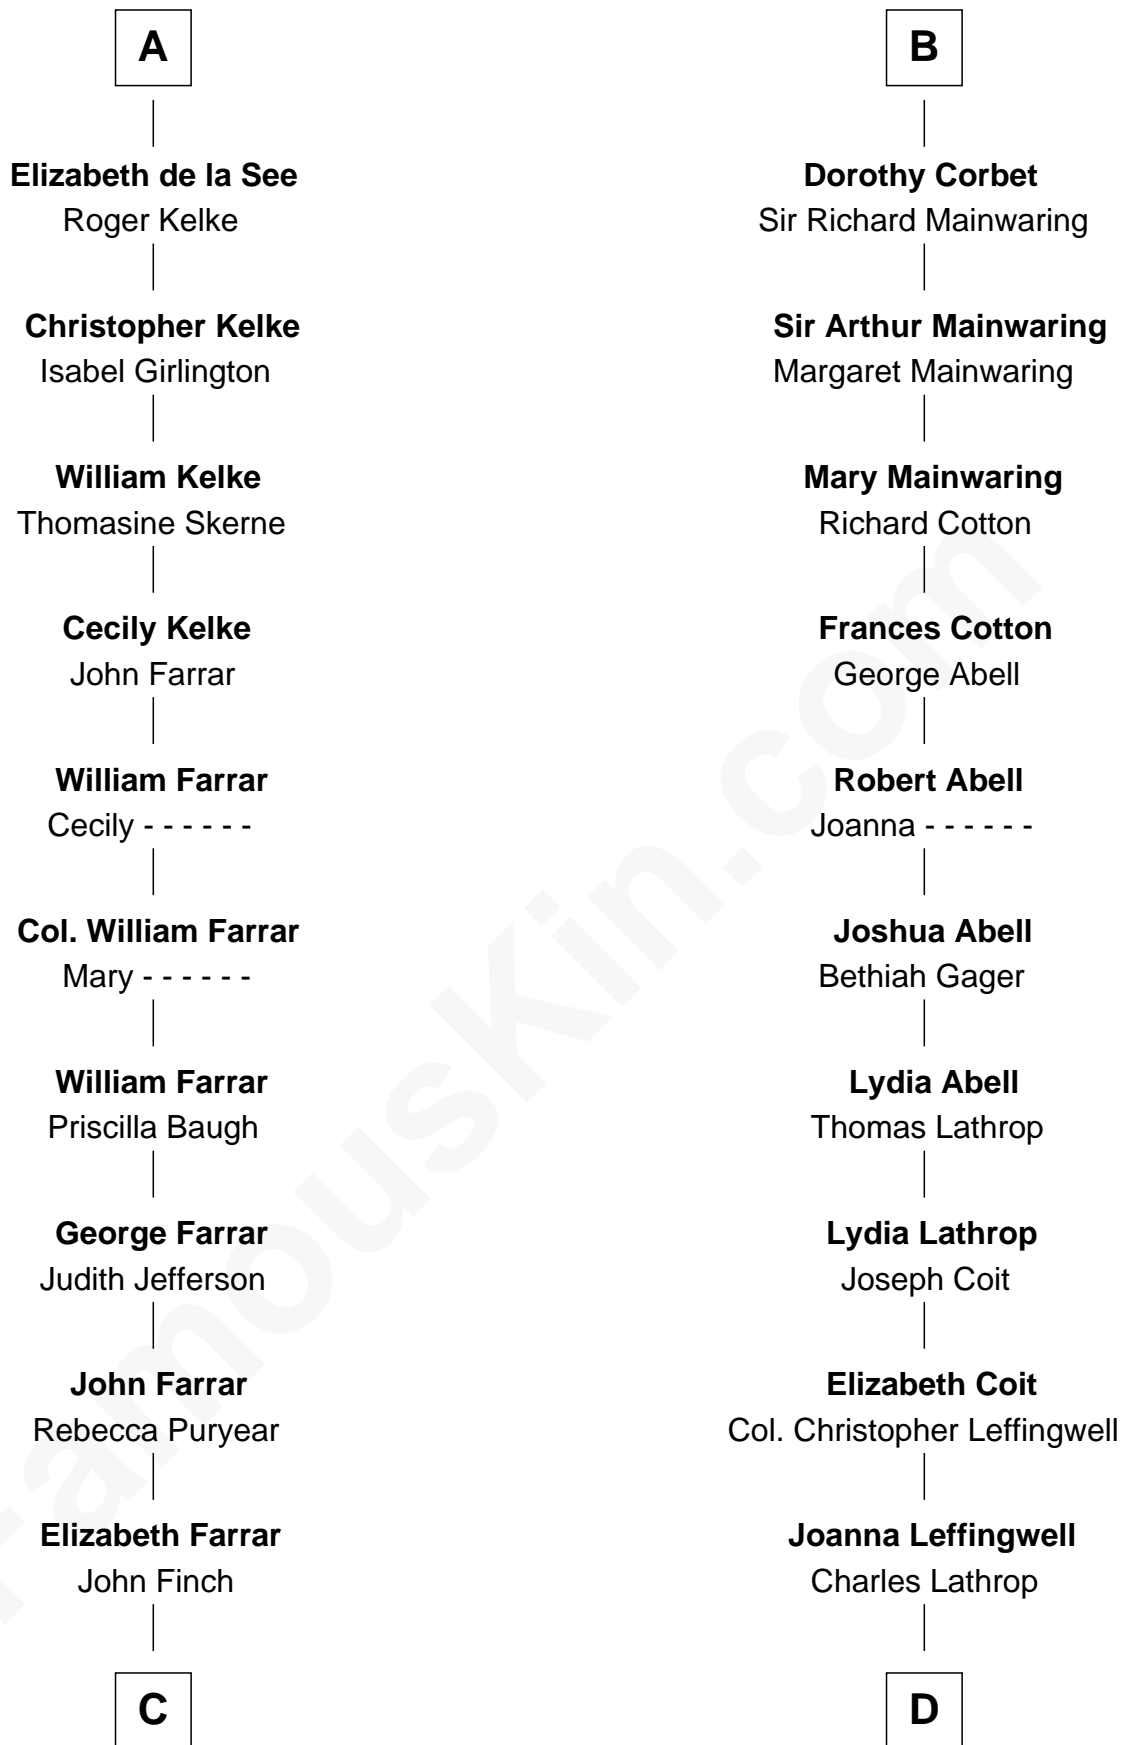 A
Elizabeth de la See
Roger Kelke
Christopher Kelke
Isabel Girlington
William Kelke
Thomasine Skerne
Cecily Kelke
John Farrar
William Farrar
Cecily - - - - - -
Col. William Farrar
Mary - - - - - -
William Farrar
Priscilla Baugh
George Farrar
Judith Jefferson
John Farrar
Rebecca Puryear
Elizabeth Farrar
John Finch
C
B
Dorothy Corbet
Sir Richard Mainwaring
Sir Arthur Mainwaring
Margaret Mainwaring
Mary Mainwaring
Richard Cotton
Frances Cotton
George Abell
Robert Abell
Joanna - - - - - -
Joshua Abell
Bethiah Gager
Lydia Abell
Thomas Lathrop
Lydia Lathrop
Joseph Coit
Elizabeth Coit
Col. Christopher Leffingwell
Joanna Leffingwell
Charles Lathrop
D
FamousKin.com